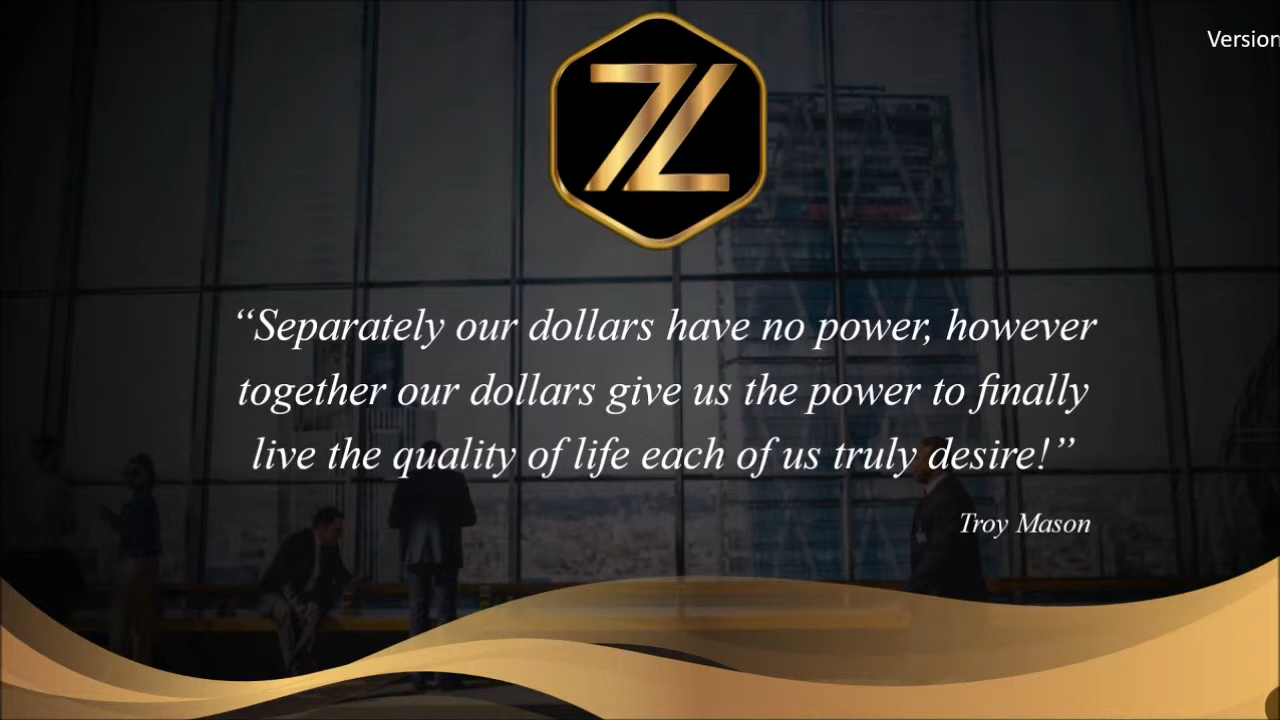 Version
ZL
“Separately our dollars have no power, however
together our dollars give us the power to finally
live the quality of life each of us truly desire!”
Troy Mason